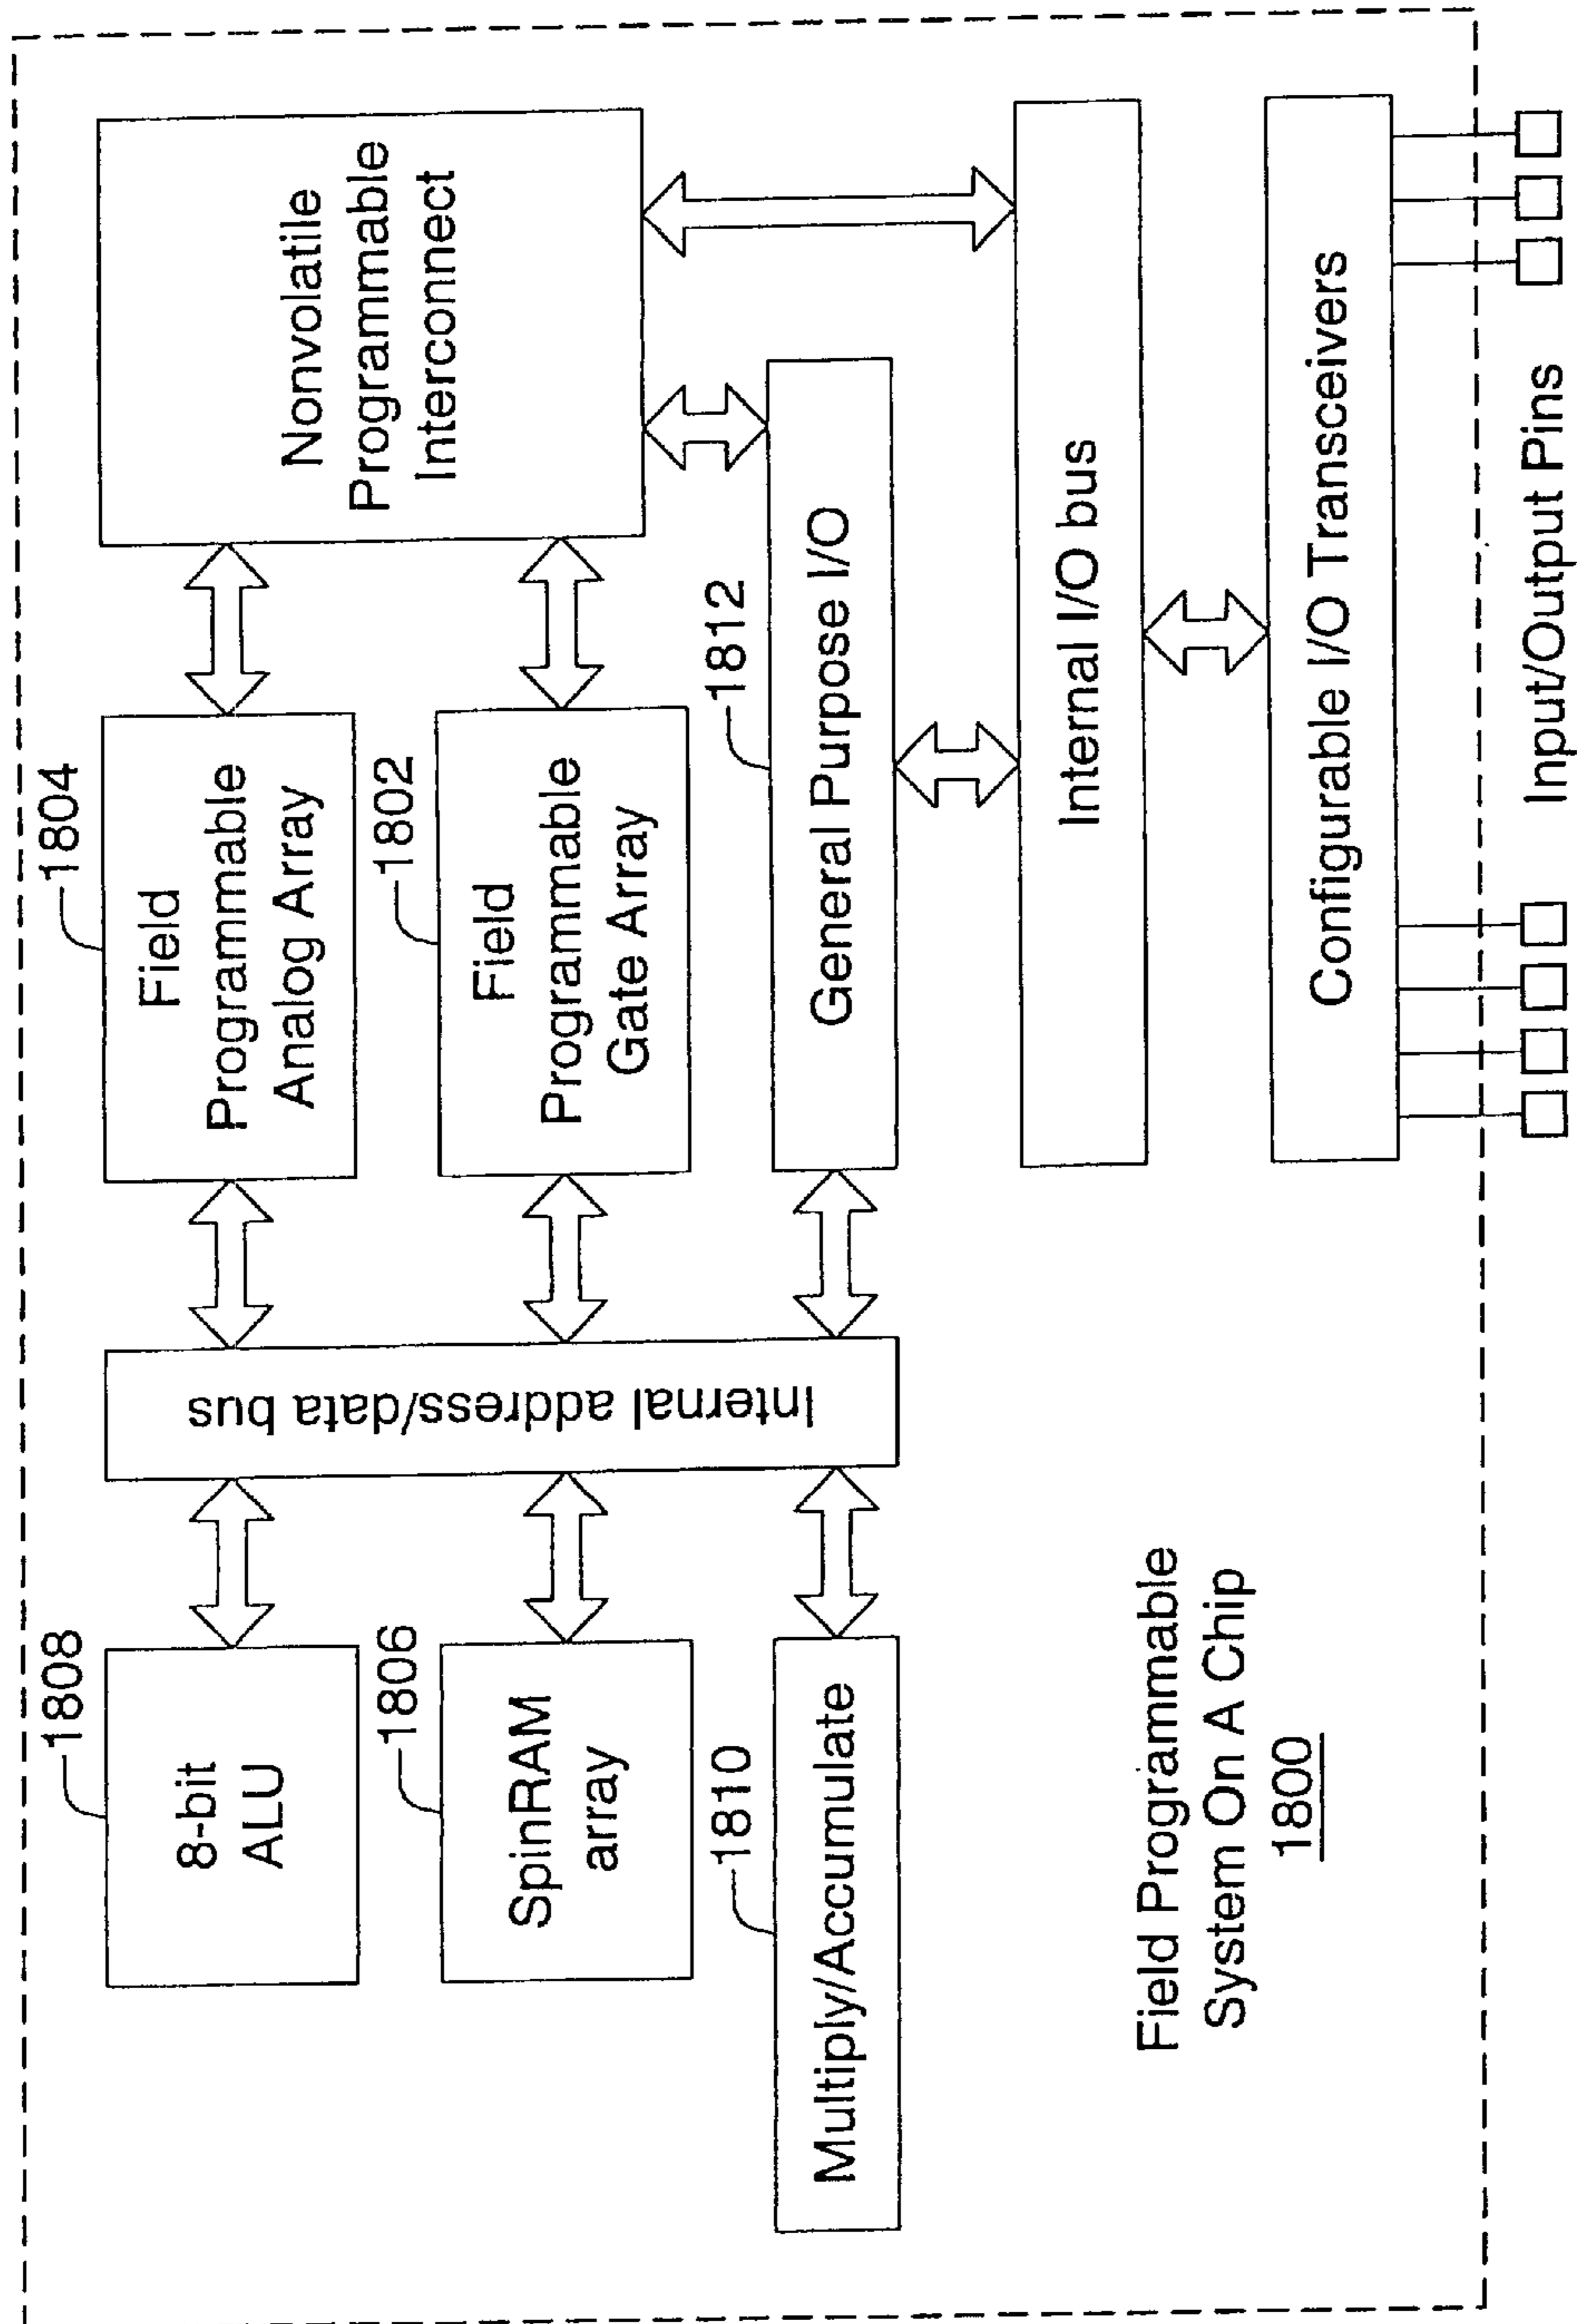 1808
8-bit
ALU
1806
SpinRAM
array
1810
Multiply/Accumulate
Internal address/data bus
1804
Field
Programmable
Analog Array
1802
Field
Programmable
Gate Array
1812
General Purpose I/O
Nonvolatile
Programmable
Interconnect
Internal I/O bus
Configurable I/O Transceivers
Input/Output Pins
Field Programmable
System On A Chip
1800